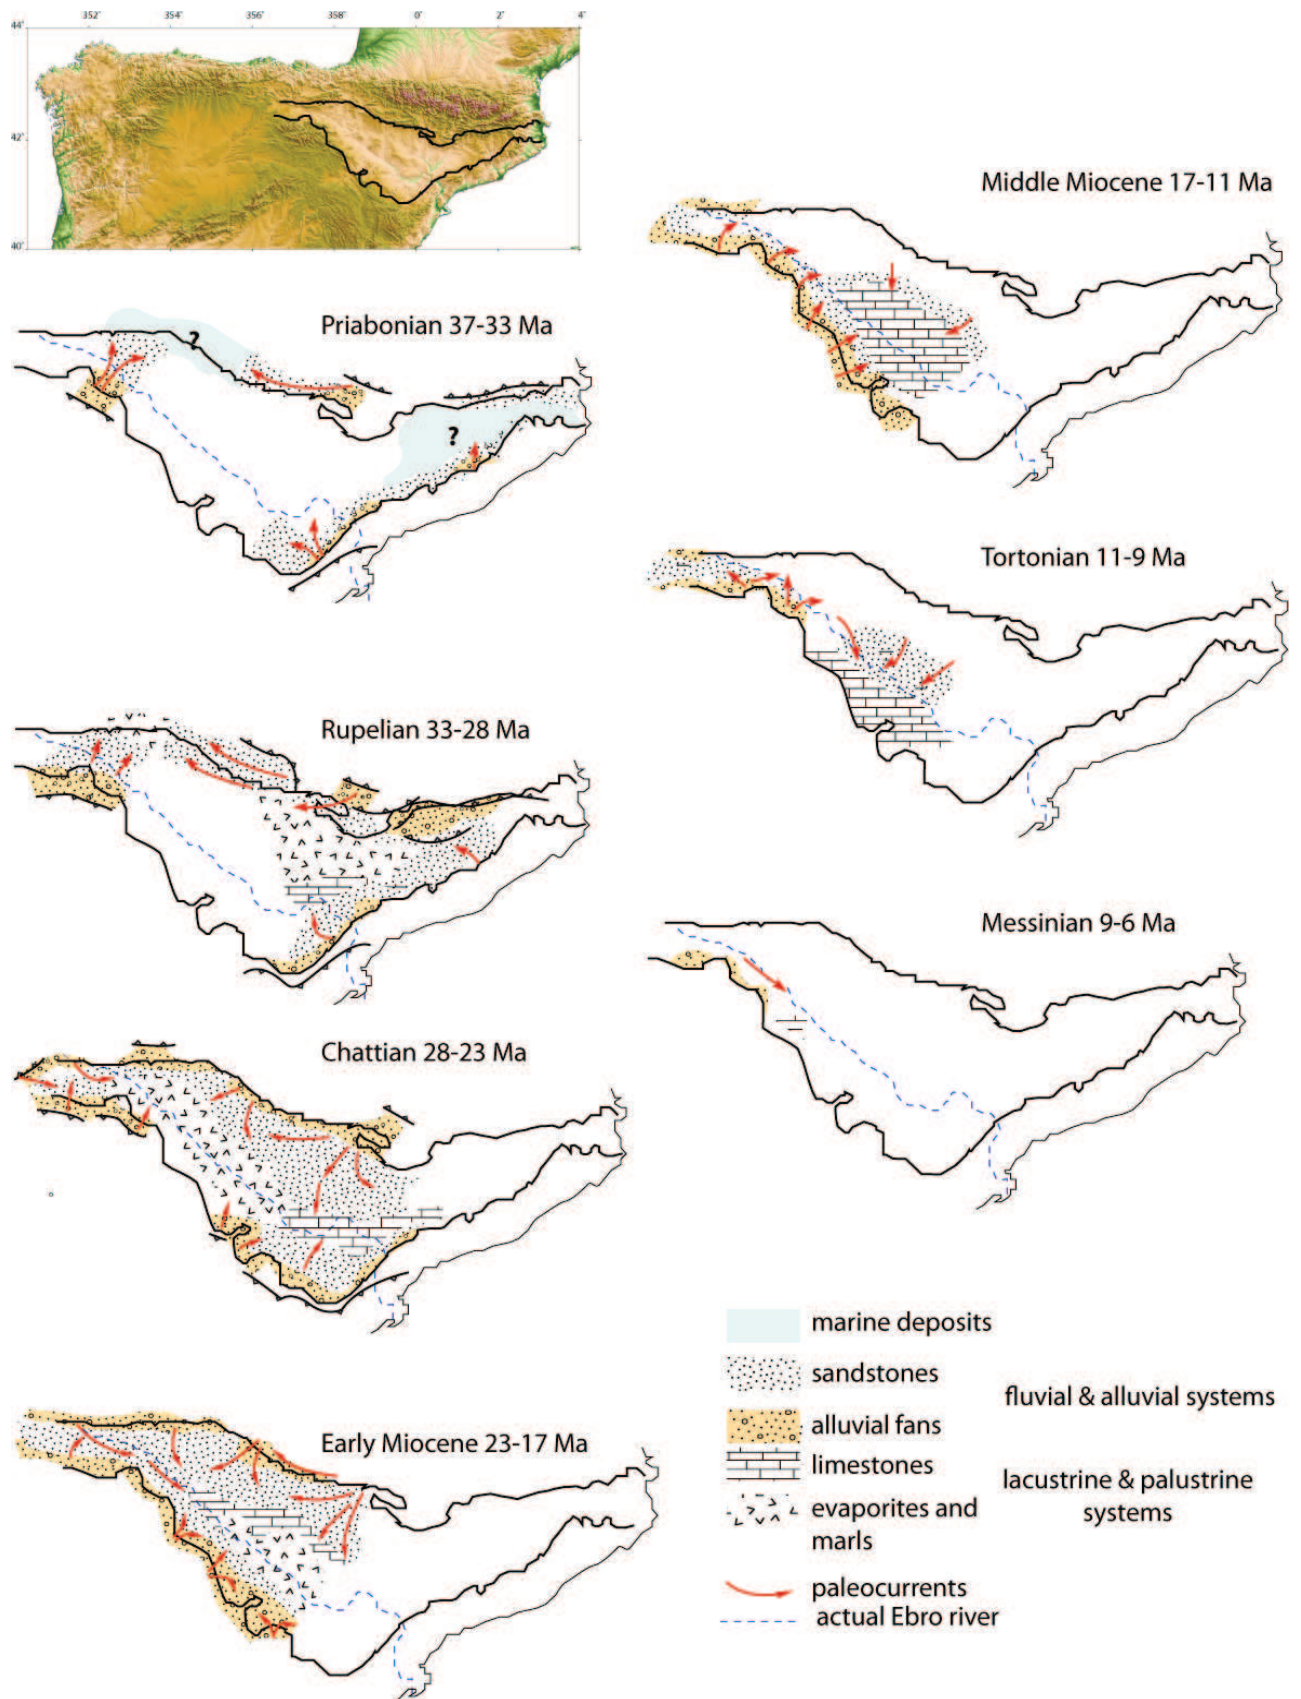 352°
354°
356°
358°
0°
2°
4°
44°
42°
40°
Priabonian 37-33 Ma
?
?
Rupelian 33-28 Ma
Chattian 28-23 Ma
Early Miocene 23-17 Ma
Middle Miocene 17-11 Ma
Tortonian 11-9 Ma
Messinian 9-6 Ma
marine deposits
sandstones
fluvial & alluvial systems
alluvial fans
limestones
lacustrine & palustrine
systems
evaporites and
marls
paleocurrents
actual Ebro river